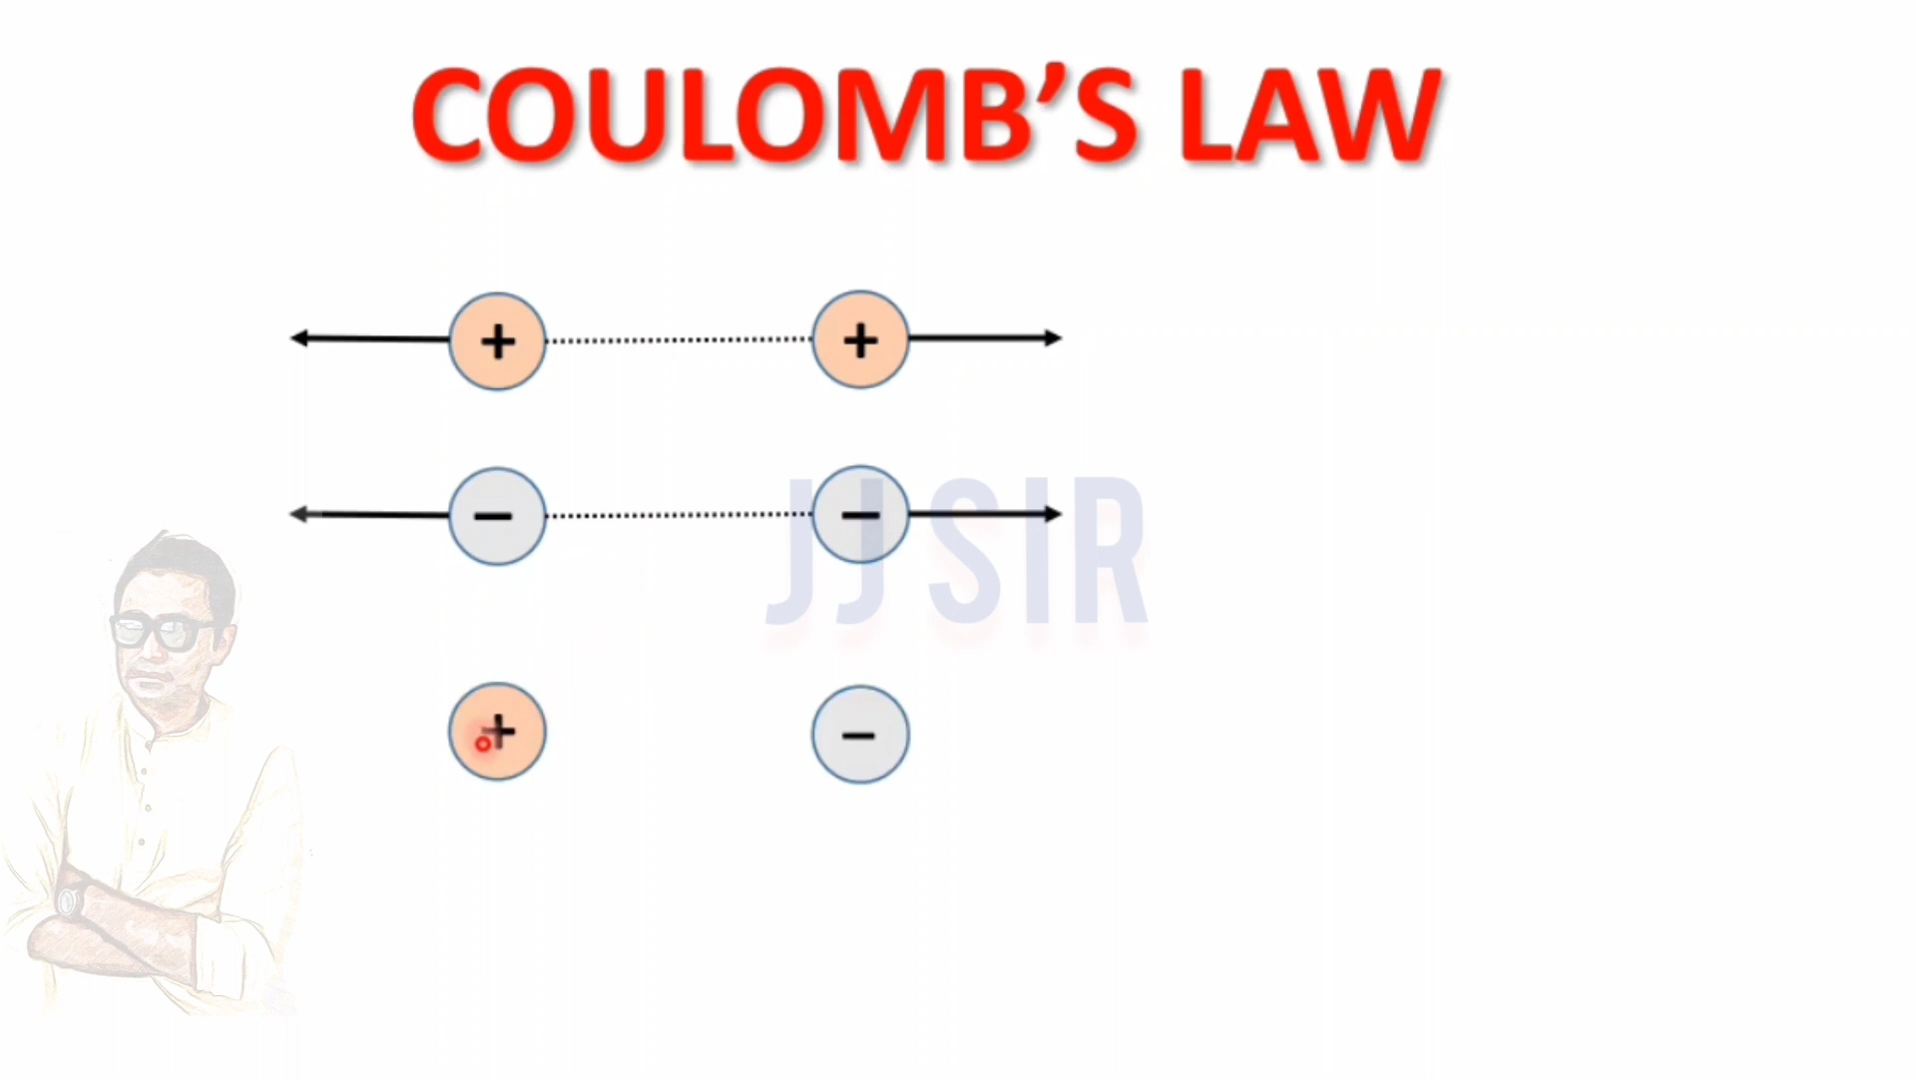 COULOMB’S LAW
+ +
− −
JJ SIR
+ −